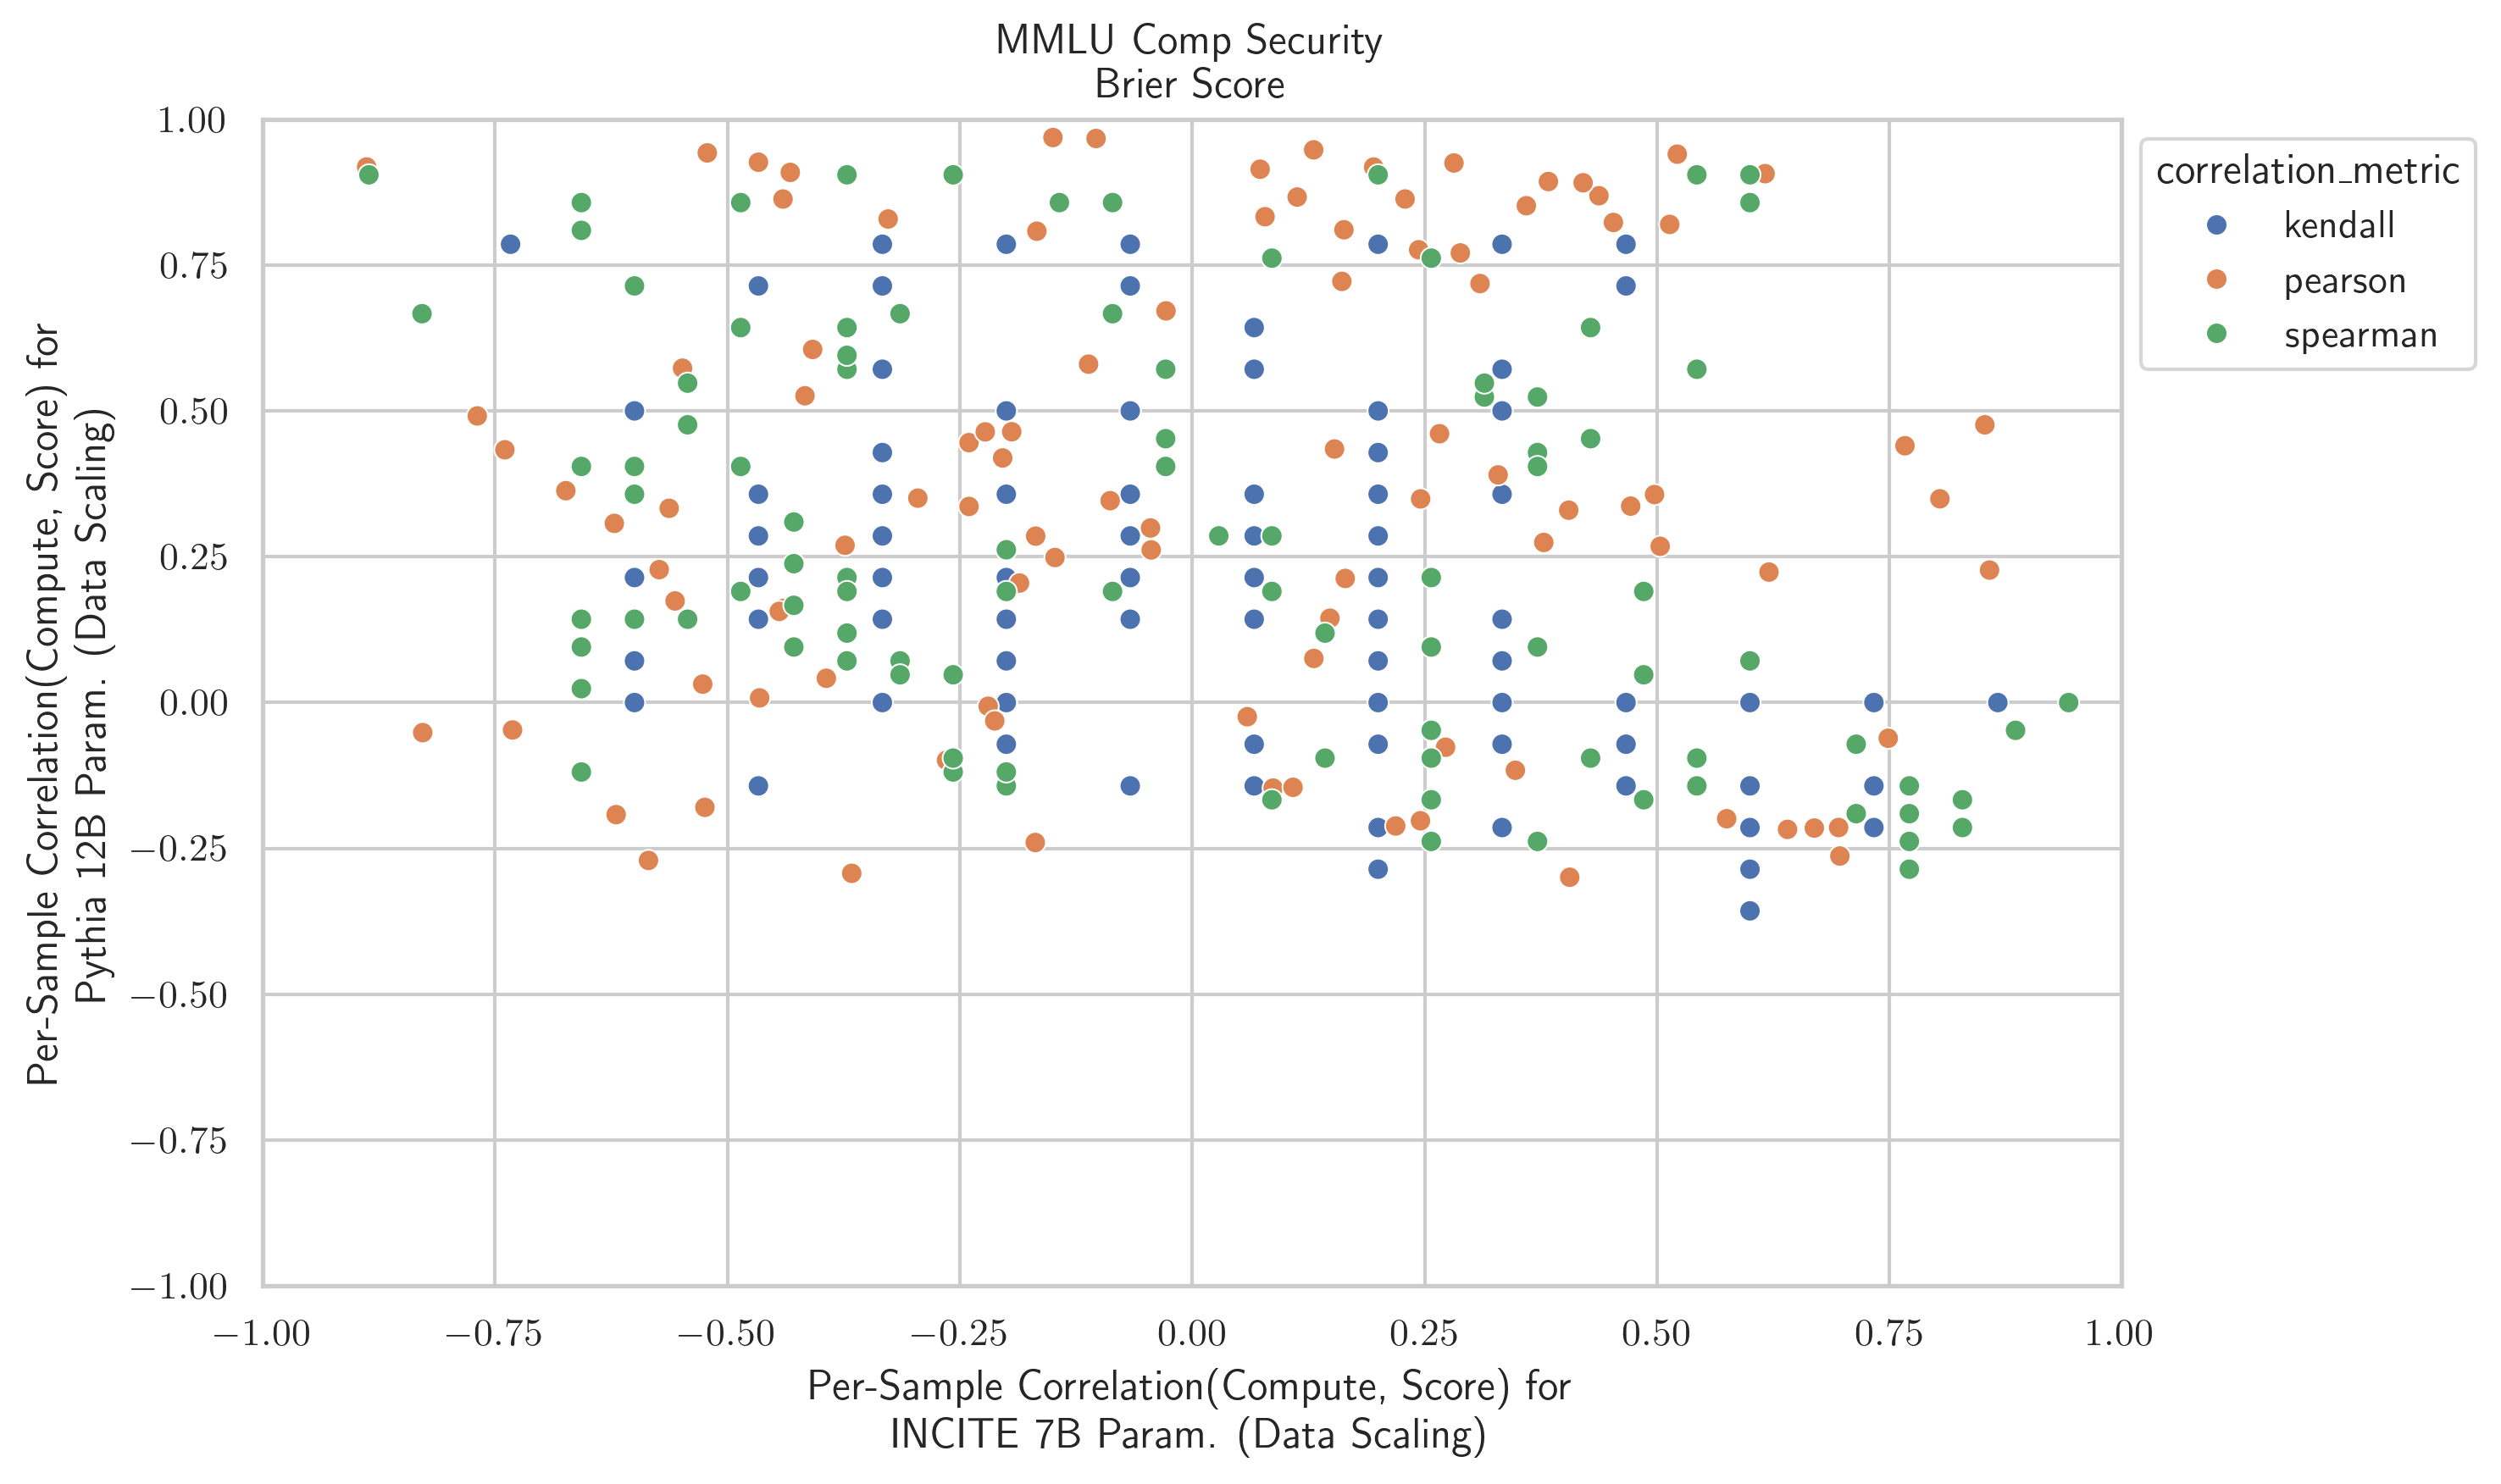 MMLU Comp Security
Brier Score
Per-Sample Correlation(Compute, Score) for
Pythia 12B Param. (Data Scaling)
1.00
0.75
0.50
0.25
0.00
−0.25
−0.50
−0.75
−1.00
−1.00
−0.75
−0.50
−0.25
0.00
0.25
0.50
0.75
1.00
Per-Sample Correlation(Compute, Score) for
INCITE 7B Param. (Data Scaling)
correlation_metric
kendall
pearson
spearman